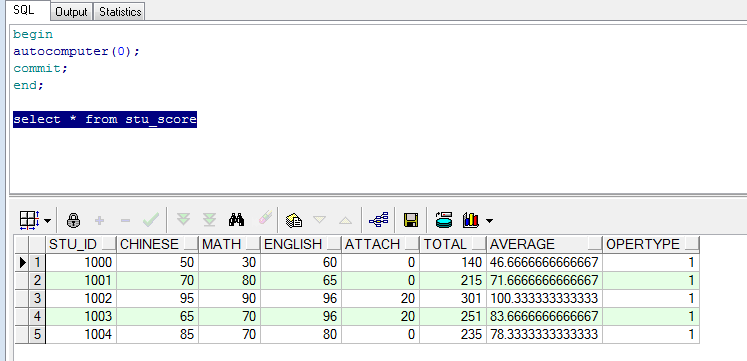 SQL Output Statistics
begin
autocomputer(0);
commit;
end;
select * from stu_score
STU_ID CHINESE MATH ENGLISH ATTACH TOTAL AVERAGE OPERTYPE
1 1000 50 30 60 0 140 46.6666666666667 1
2 1001 70 80 65 0 215 71.6666666666667 1
3 1002 95 90 96 20 301 100.333333333333 1
4 1003 65 70 96 20 251 83.6666666666667 1
5 1004 85 70 80 0 235 78.3333333333333 1